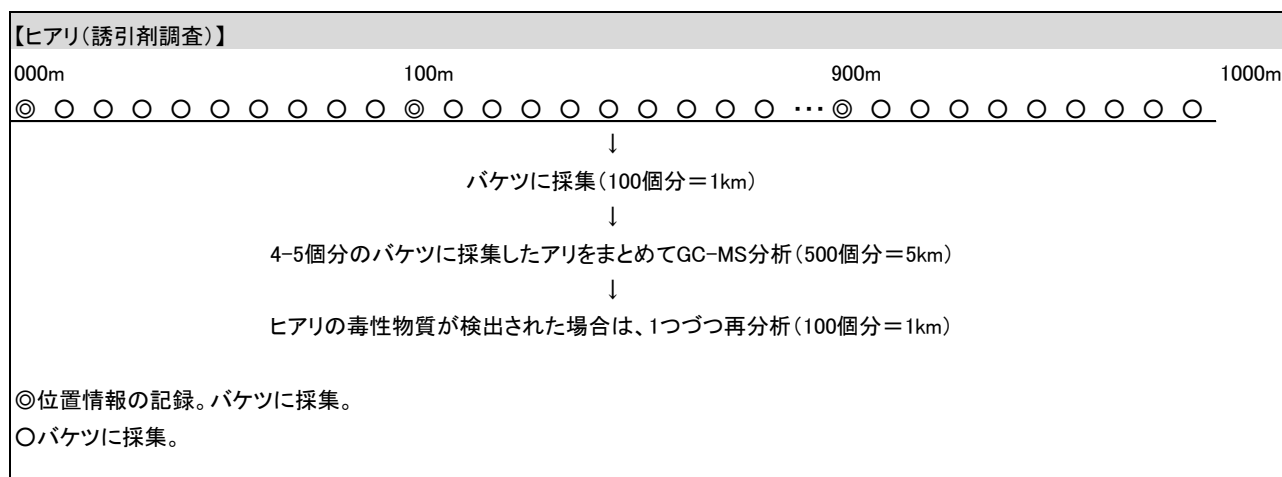 【ヒアリ(誘引剤調査)】
000m 100m 900m 1000m
◎ ○ ○ ○ ○ ○ ○ ○ ○ ○ ◎ ○ ○ ○ ○ ○ ○ ○ ○ ○ … ◎ ○ ○ ○ ○ ○ ○ ○ ○ ○
↓
バケツに採集(100個分=1km)
↓
4-5個分のバケツに採集したアリをまとめてGC-MS分析(500個分=5km)
↓
ヒアリの毒性物質が検出された場合は、1つづつ再分析(100個分=1km)
◎位置情報の記録。バケツに採集。
○バケツに採集。